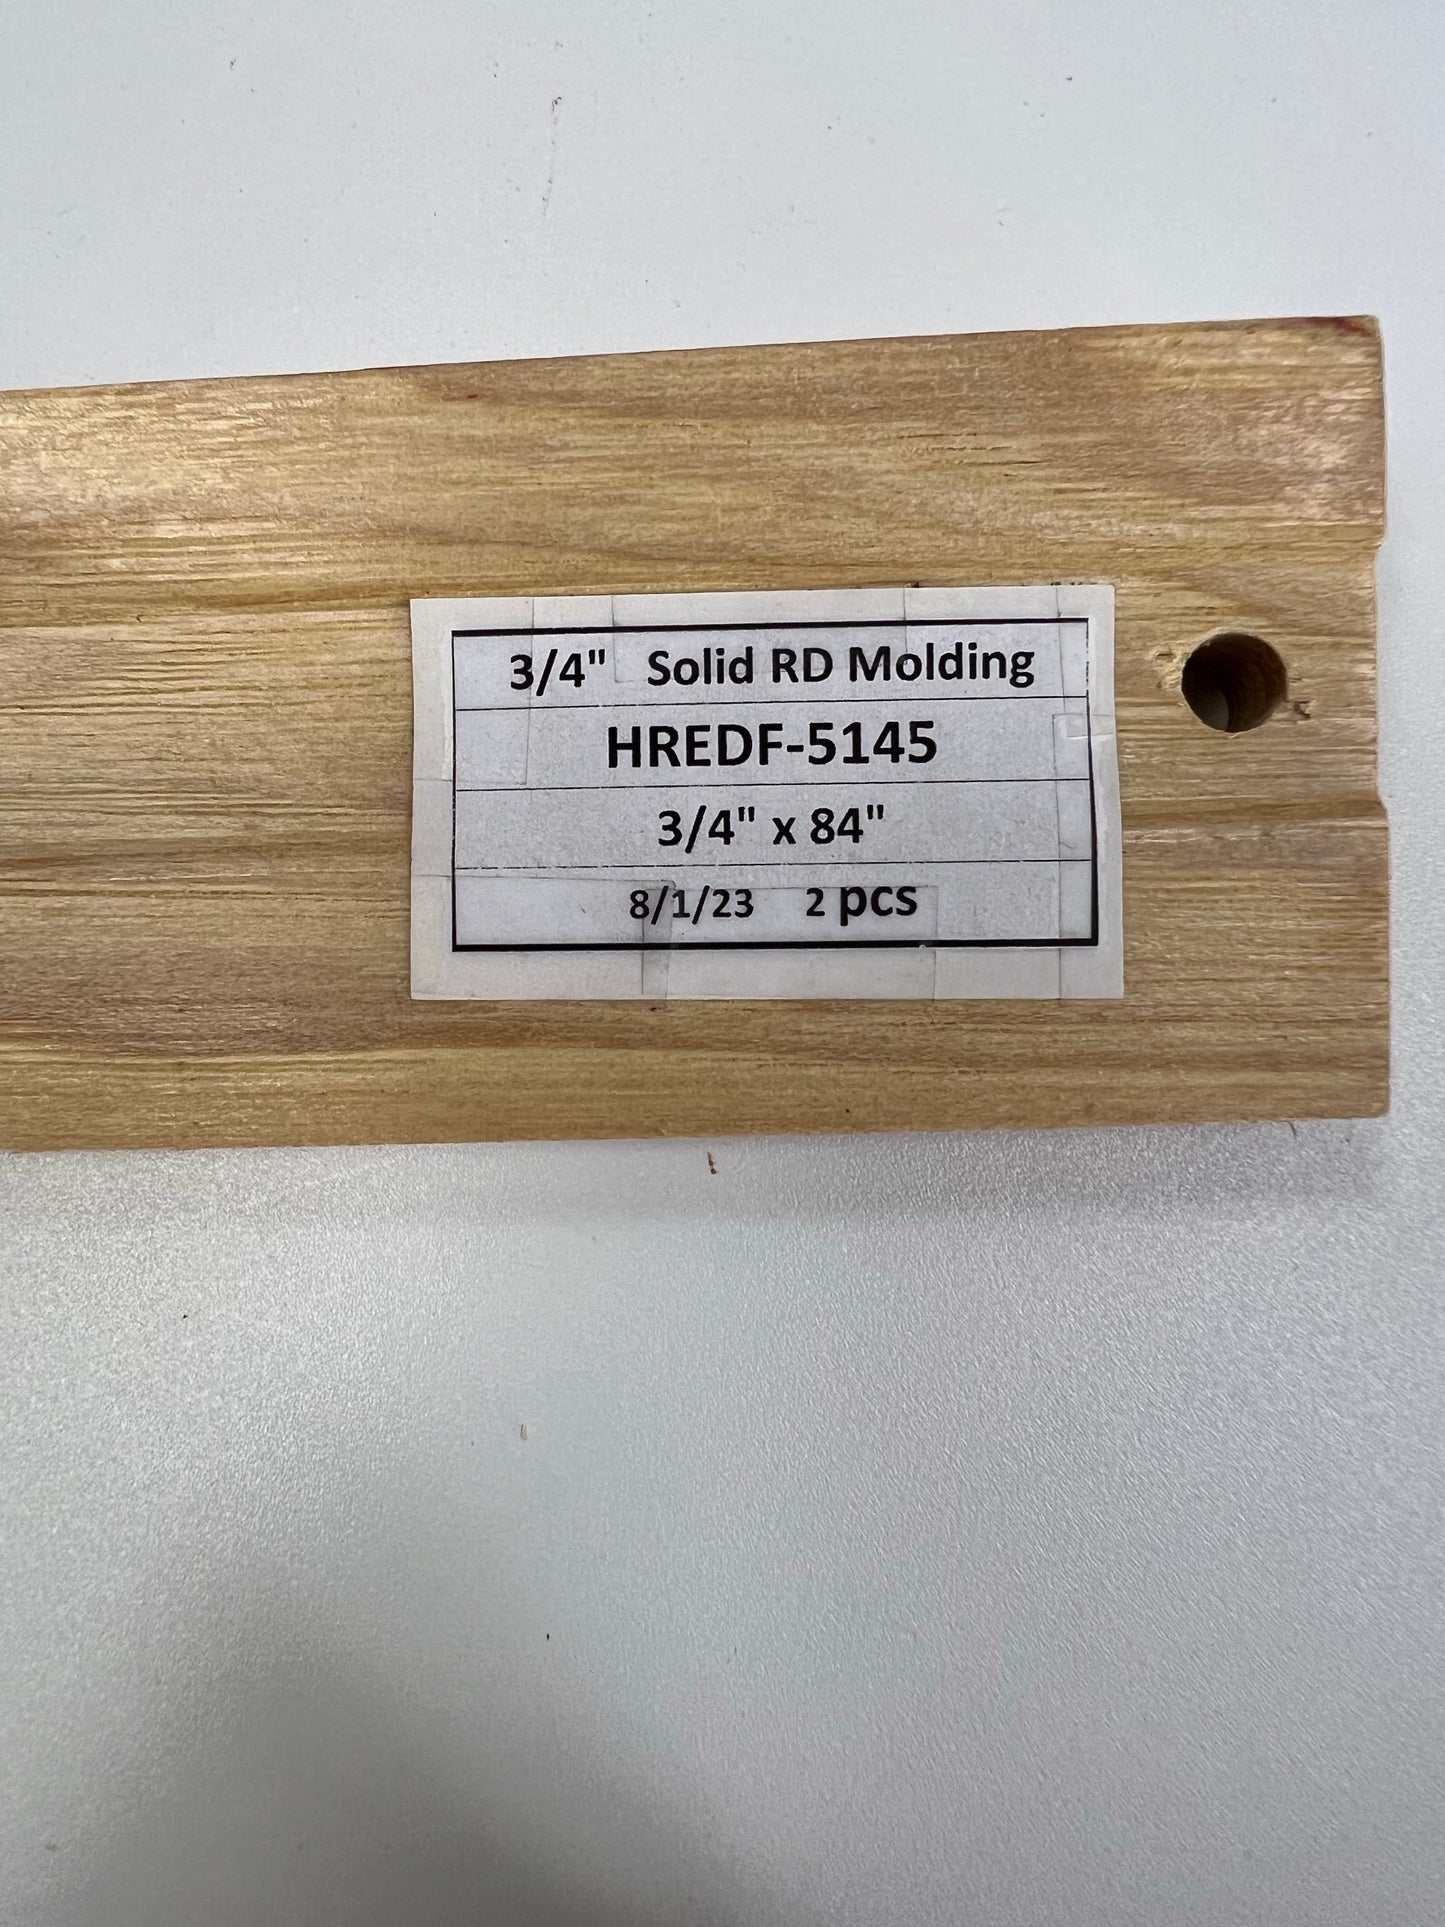 3/4" Solid RD Molding
HREDF-5145
3/4" x 84"
8/1/23 2 pcs